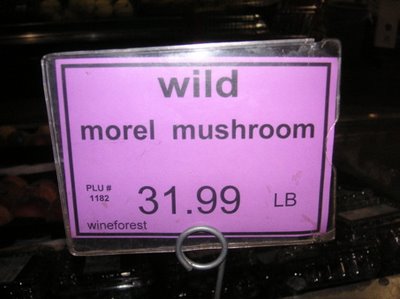 wild
morel mushroom
PLU #
1182
31.99 LB
wineforest